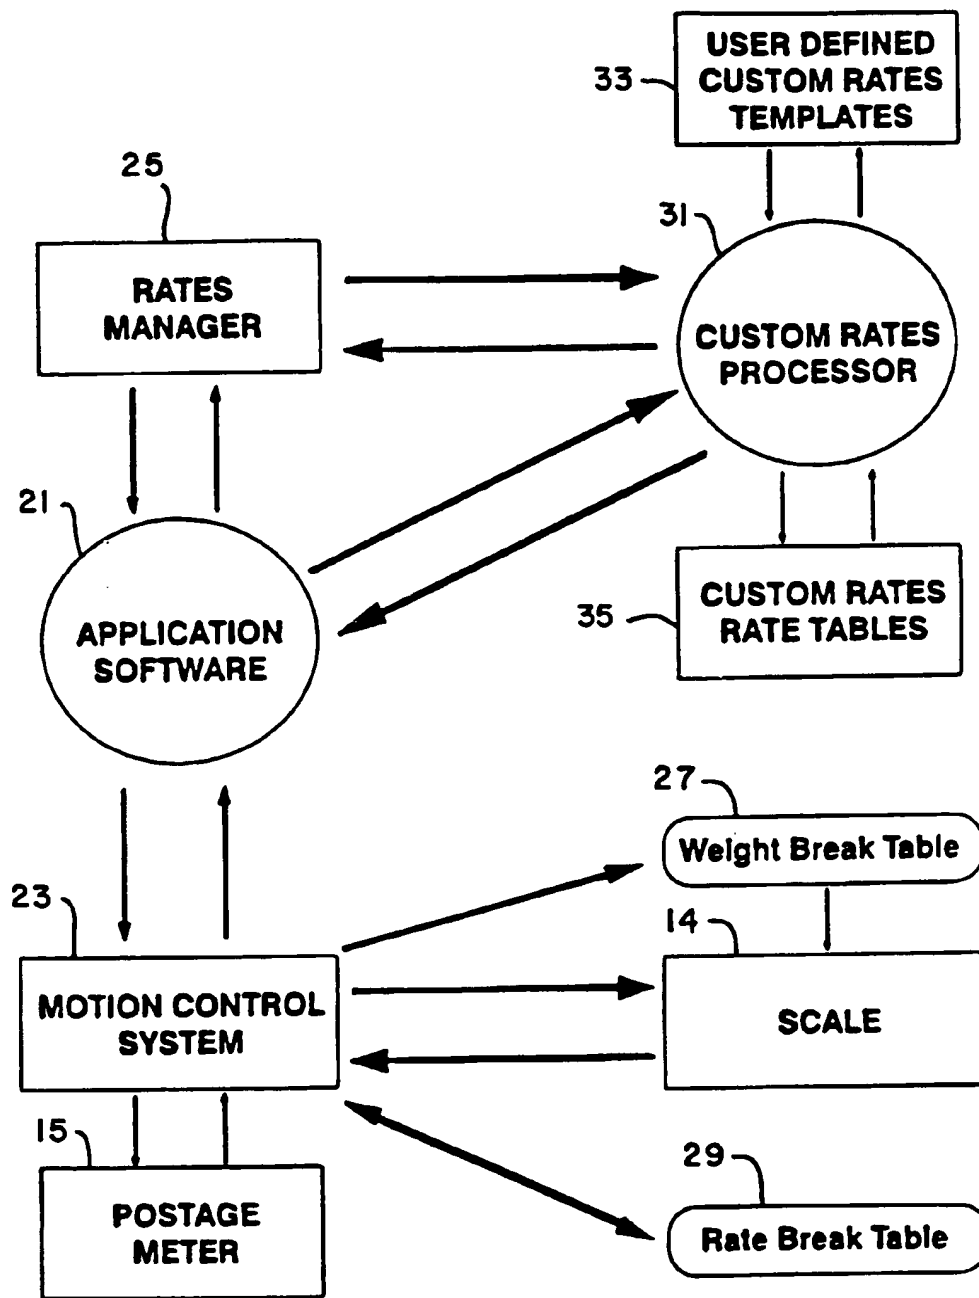 USER DEFINED
CUSTOM RATES
TEMPLATES
33
25
31
RATES
MANAGER
CUSTOM RATES
PROCESSOR
21
APPLICATION
SOFTWARE
CUSTOM RATES
RATE TABLES
35
27
Weight Break Table
23
14
MOTION CONTROL
SYSTEM
SCALE
15
POSTAGE
METER
29
Rate Break Table